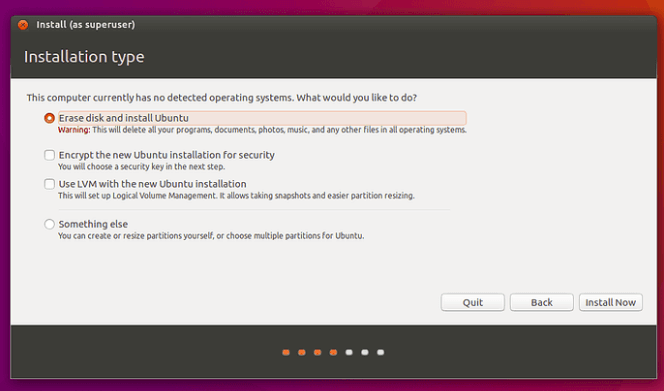 Install (as superuser)
Installation type
This computer currently has no detected operating systems. What would you like to do?
Erase disk and install Ubuntu
Warning: This will delete all your programs, documents, photos, music, and any other files in all operating systems.
Encrypt the new Ubuntu installation for security
You will choose a security key in the next step.
Use LVM with the new Ubuntu installation
This will set up Logical Volume Management. It allows taking snapshots and easier partition resizing.
Something else
You can create or resize partitions yourself, or choose multiple partitions for Ubuntu.
Quit Back Install Now